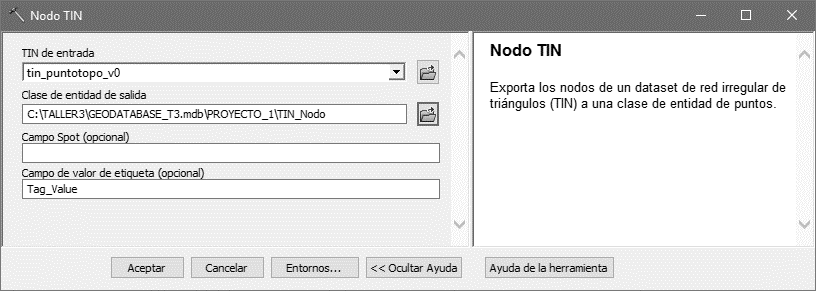 Nodo TIN
TIN de entrada
tin_puntotopo_v0
Clase de entidad de salida
C:\TALLER3\GEODATABASE_T3.mdb\PROYECTO_1\TIN_Nodo
Campo Spot (opcional)
Campo de valor de etiqueta (opcional)
Tag_Value
Nodo TIN
Exporta los nodos de un dataset de red irregular de
triángulos (TIN) a una clase de entidad de puntos.
Aceptar
Cancelar
Entornos...
<< Ocultar Ayuda
Ayuda de la herramienta